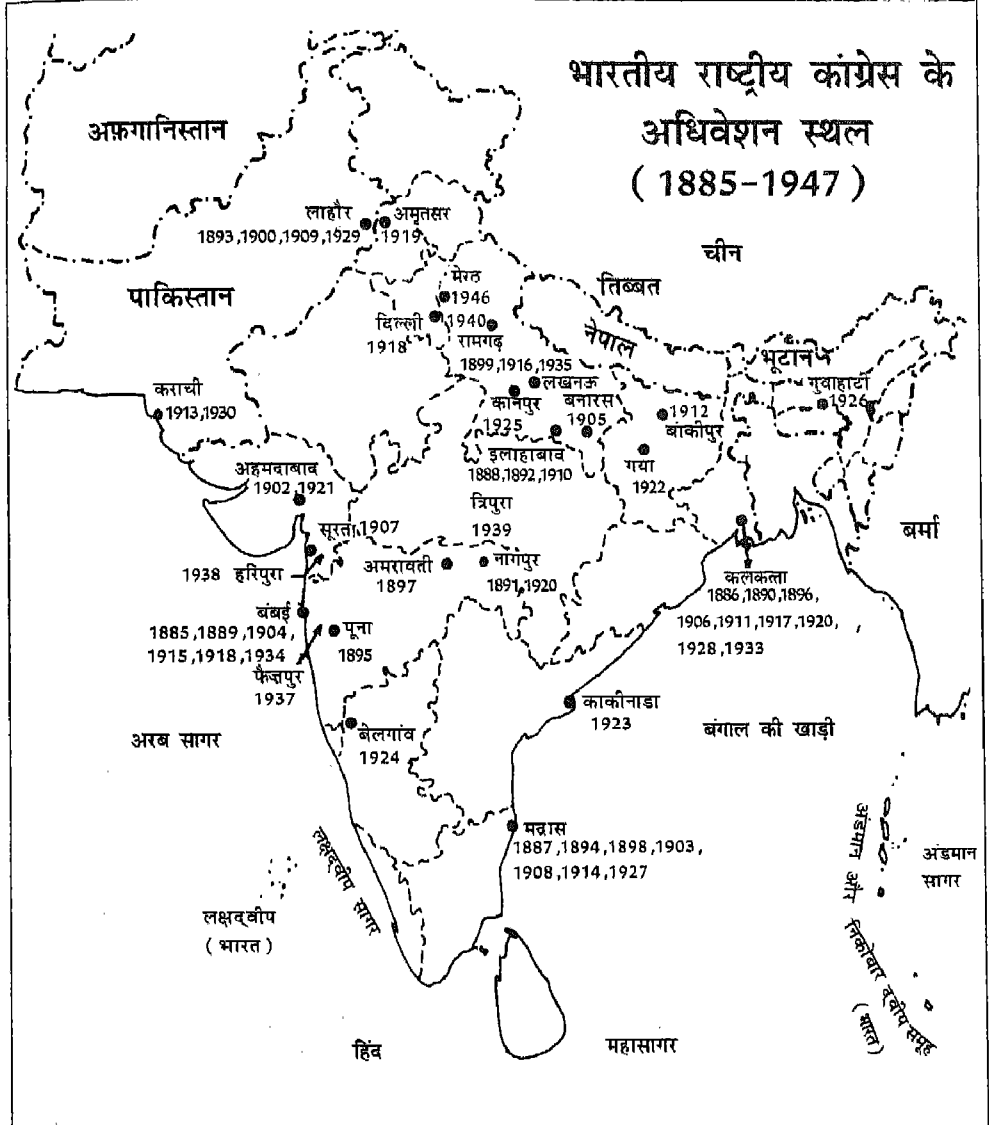 भारतीय राष्ट्रीय कांग्रेस के
अधिवेशन स्थल
( 1885-1947 )
अफ़गानिस्तान
लाहौर
1893,1900,1909,1929
अमृतसर
1919
चीन
पाकिस्तान
मेरठ
1946
तिब्बत
दिल्ली
1918
1940
रामगढ़
नेपाल
भूटान
1899,1916,1935
लखनऊ
गुवाहाटी
1926
कराची
1913,1930
कानपुर
1925
बनारस
1905
1912
बांकीपुर
इलाहाबाद
1888,1892,1910
गया
1922
अहमदाबाद
1902,1921
त्रिपुरा
1939
सूरत 1907
बर्मा
1938 हरिपुरा
अमरावती
1897
नागपुर
1891,1920
कलकत्ता
1886,1890,1896,
1906,1911,1917,1920,
1928,1933
बंबई
1885,1889,1904,
1915,1918,1934
पूना
1895
फैज़पुर
1937
काकीनाडा
1923
बेलगांव
1924
अरब सागर
बंगाल की खाड़ी
मद्रास
1887,1894,1898,1903,
1908,1914,1927
लक्षद्वीप सागर
लक्षद्वीप
( भारत )
अंडमान और निकोबार द्वीप समूह
(भारत)
अंडमान
सागर
हिंद
महासागर